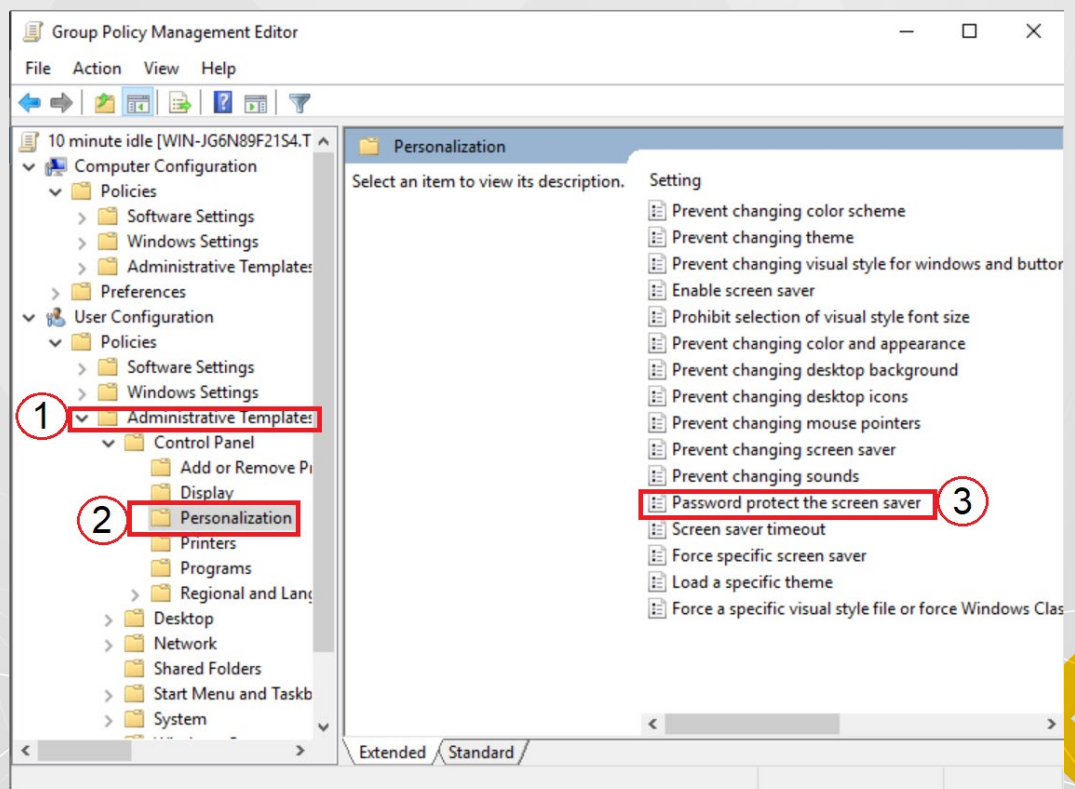 Group Policy Management Editor
File Action View Help
10 minute idle [WIN-JG6N89F21S4.T
Computer Configuration
Policies
Software Settings
Windows Settings
Administrative Templates
Preferences
User Configuration
Policies
Software Settings
Windows Settings
1 Administrative Templates
Control Panel
Add or Remove Pr
Display
2 Personalization
Printers
Programs
Regional and Lang
Desktop
Network
Shared Folders
Start Menu and Taskb
System
Personalization
Select an item to view its description.
Setting
Prevent changing color scheme
Prevent changing theme
Prevent changing visual style for windows and button
Enable screen saver
Prohibit selection of visual style font size
Prevent changing color and appearance
Prevent changing desktop background
Prevent changing desktop icons
Prevent changing mouse pointers
Prevent changing screen saver
Prevent changing sounds
Password protect the screen saver 3
Screen saver timeout
Force specific screen saver
Load a specific theme
Force a specific visual style file or force Windows Clas
Extended Standard